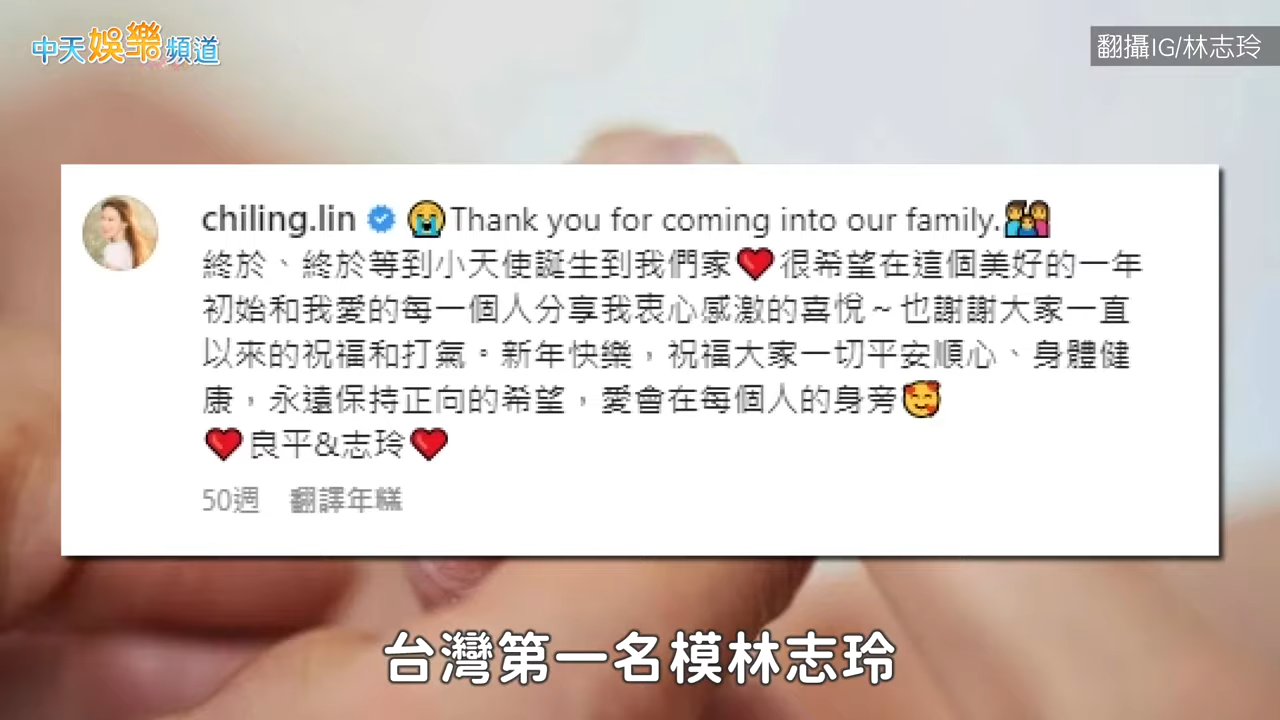 中天娛樂頻道
翻攝IG/林志玲
chiling.lin 😭Thank you for coming into our family.👨‍👩‍👦
終於、終於等到小天使誕生到我們家❤️很希望在這個美好的一年
初始和我愛的每一個人分享我衷心感激的喜悅~也謝謝大家一直
以來的祝福和打氣。新年快樂，祝福大家一切平安順心、身體健
康，永遠保持正向的希望，愛會在每個人的身旁🥰
❤️良平&志玲❤️
50週 翻譯年糕
台灣第一名模林志玲